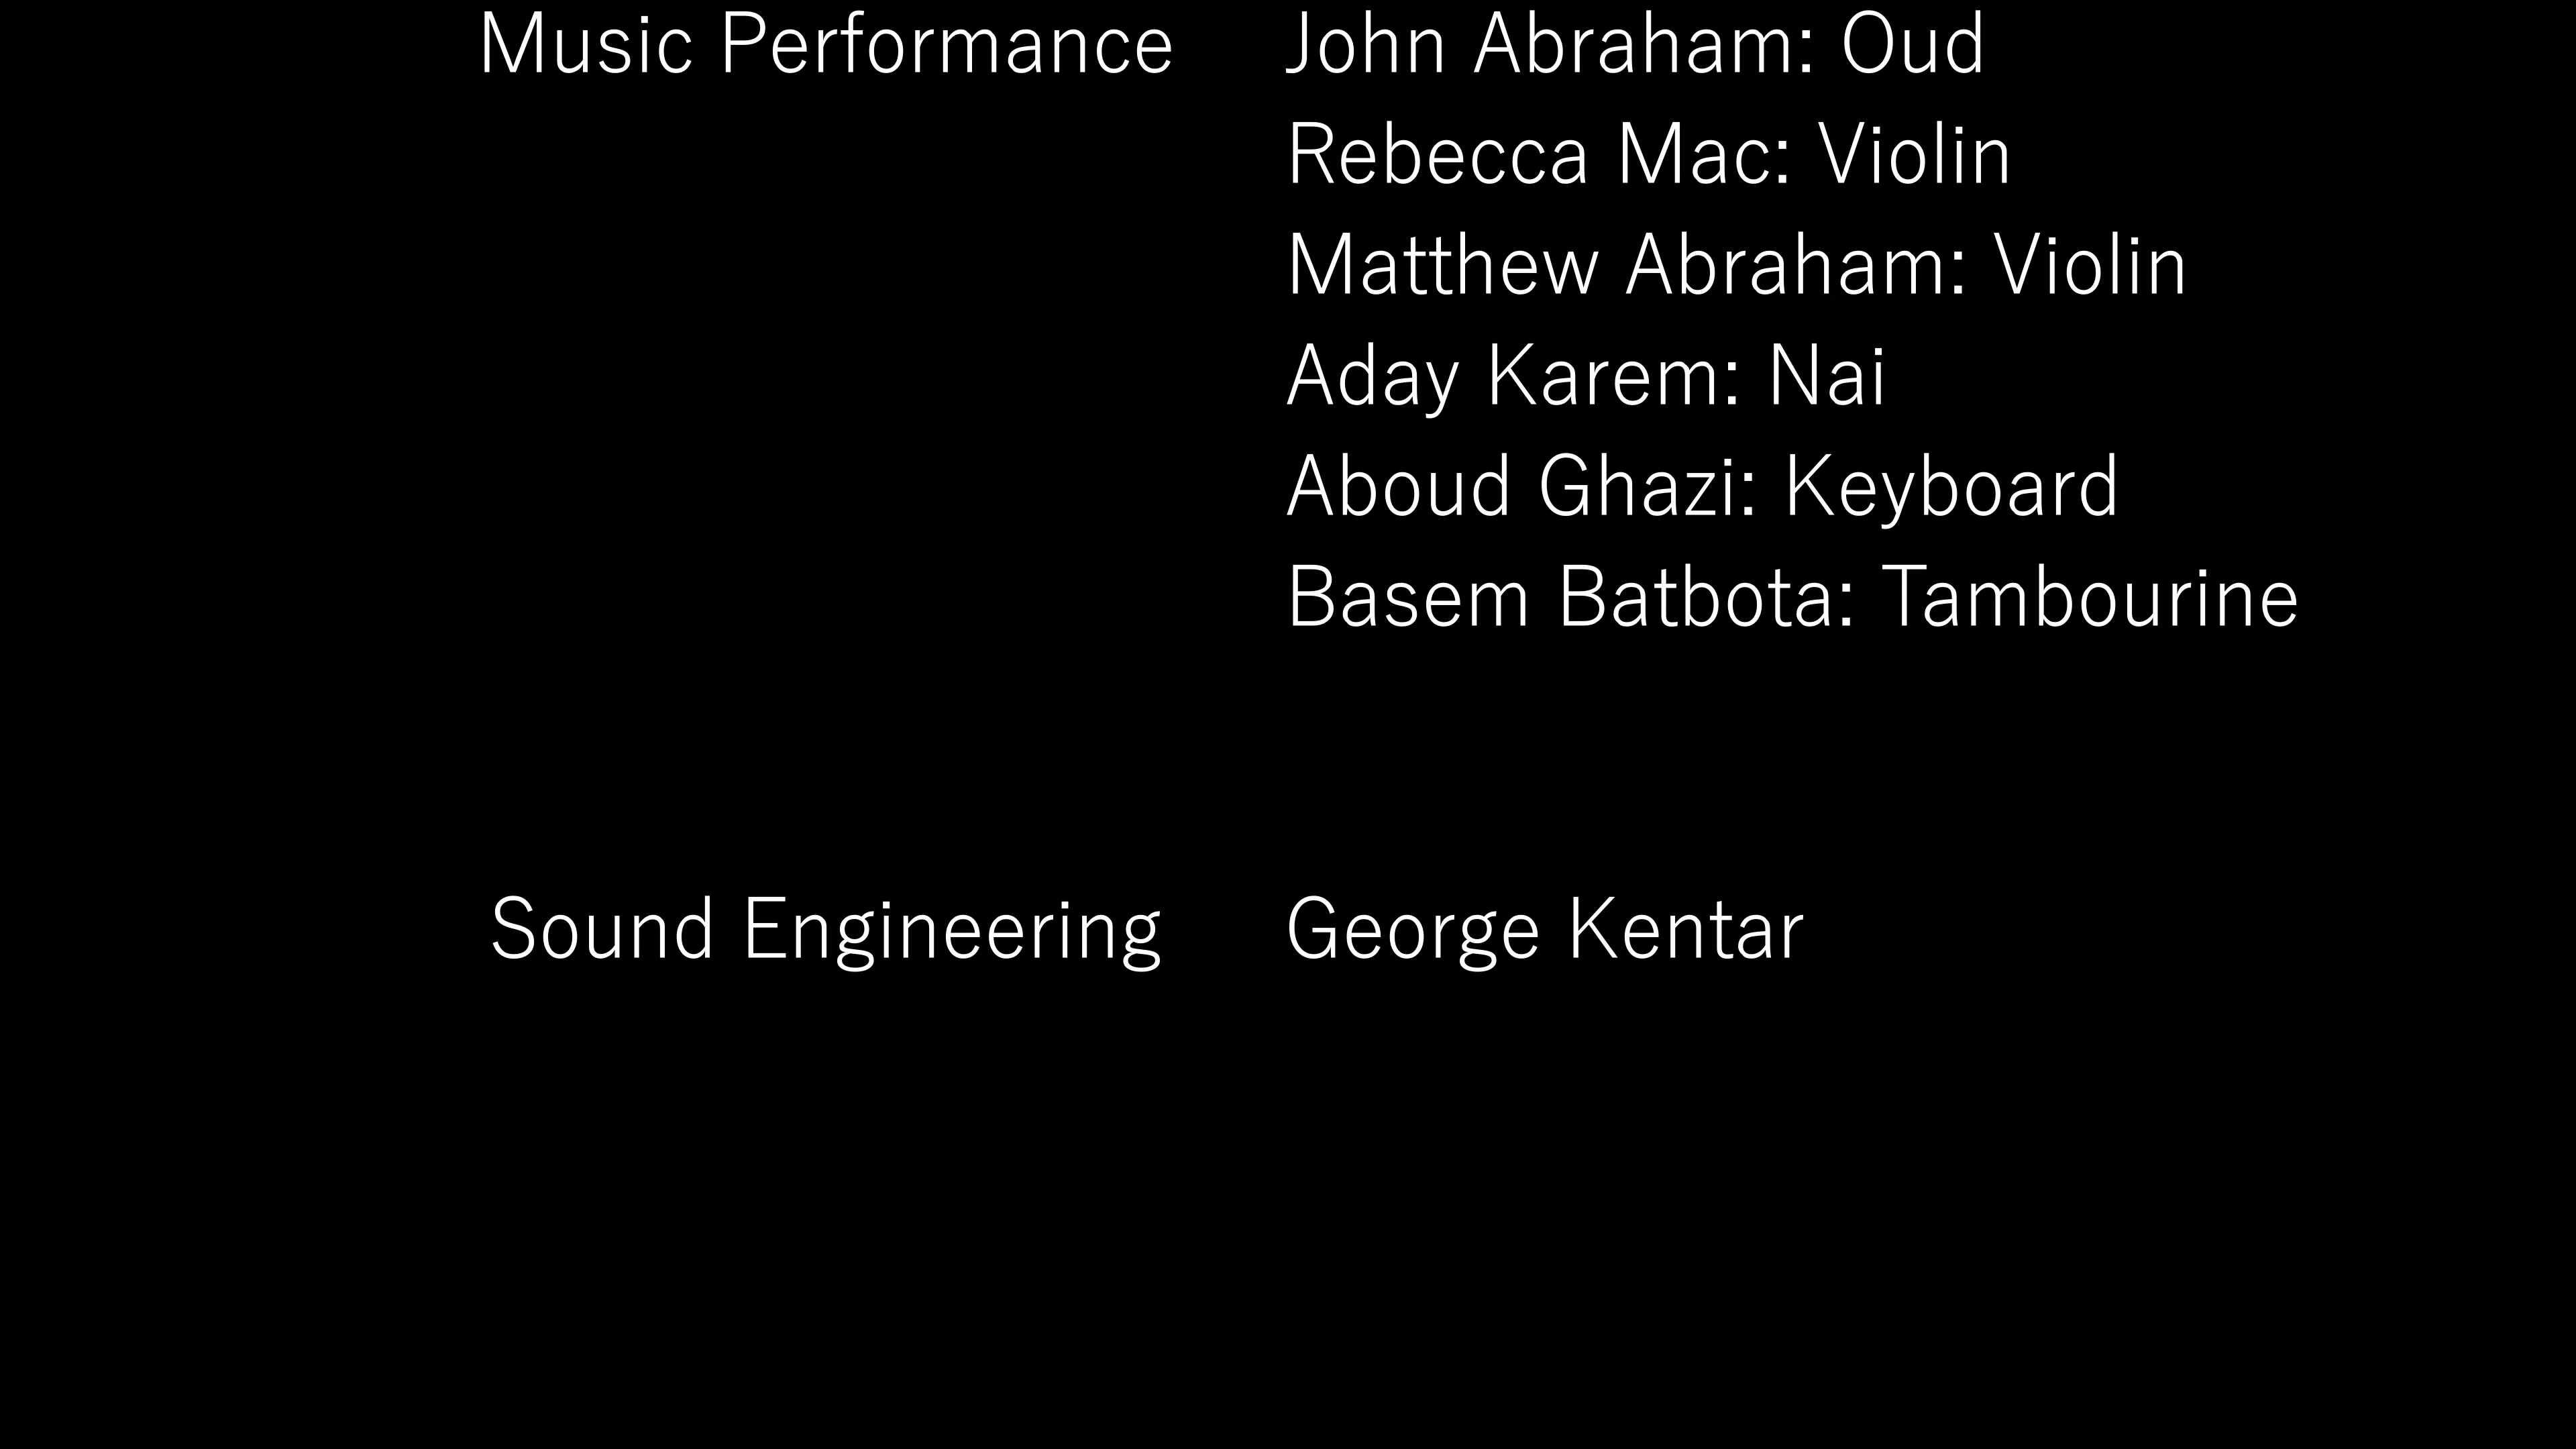 Music Performance John Abraham: Oud
Rebecca Mac: Violin
Matthew Abraham: Violin
Aday Karem: Nai
Aboud Ghazi: Keyboard
Basem Batbota: Tambourine
Sound Engineering George Kentar